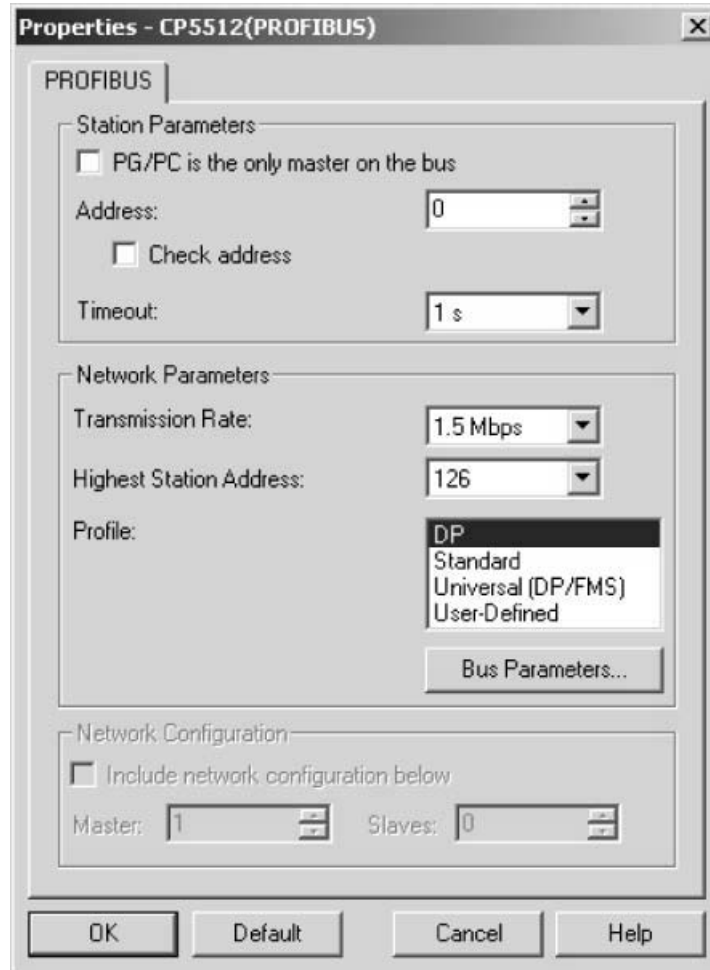 Properties - CP5512(PROFIBUS)
PROFIBUS
Station Parameters
PG/PC is the only master on the bus
Address: 0
Check address
Timeout: 1 s
Network Parameters
Transmission Rate: 1.5 Mbps
Highest Station Address: 126
Profile: DP
Standard
Universal (DP/FMS)
User-Defined
Bus Parameters...
Network Configuration
Include network configuration below
Master: 1 Slaves: 0
OK Default Cancel Help